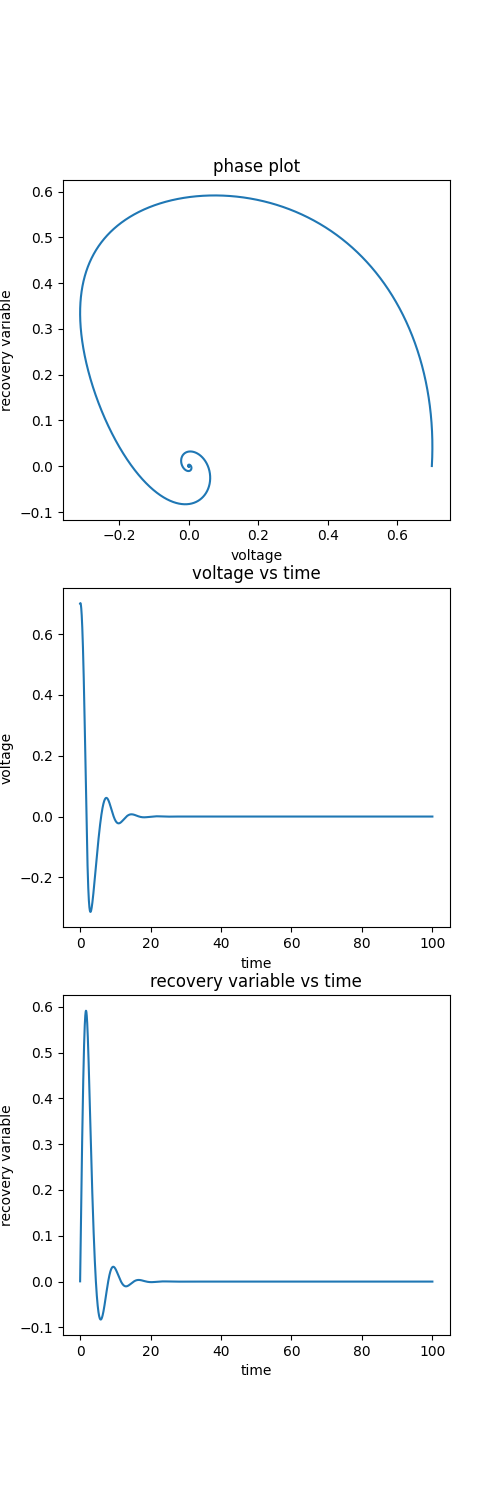 phase plot
0.6
0.5
0.4
0.3
0.2
0.1
0.0
−0.1
recovery variable
−0.2 0.0 0.2 0.4 0.6
voltage
voltage vs time
0.6
0.4
0.2
0.0
−0.2
voltage
0 20 40 60 80 100
time
recovery variable vs time
0.6
0.5
0.4
0.3
0.2
0.1
0.0
−0.1
recovery variable
0 20 40 60 80 100
time